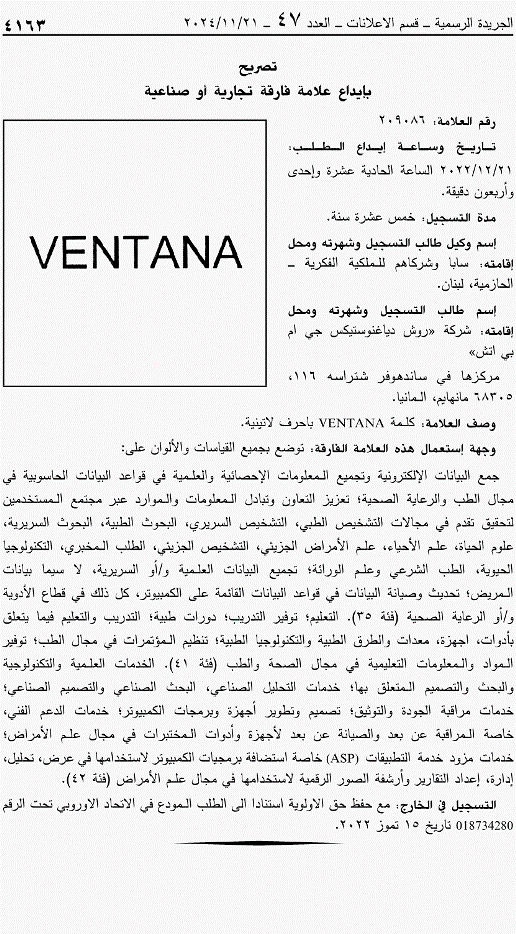 الجريدة الرسمية ــ قسم الاعلانات ــ العدد ٤٧ ــ ٢٠٢٤/١١/٢١
٤١٦٣
تصريح
بإيداع علامة فارقة تجارية أو صناعية
VENTANA
رقم العلامة: ٢٠٩٠٨٦
تاريخ وساعة إيداع الطلب:
٢٠٢٢/١٢/٢١ الساعة الحادية عشرة وإحدى
وأربعون دقيقة.
مدة التسجيل: خمس عشرة سنة.
إسم وكيل طالب التسجيل وشهرته ومحل
إقامته: سابا وشركاهم للملكية الفكرية ــ
الحازمية، لبنان.
إسم طالب التسجيل وشهرته ومحل
إقامته: شركة «روش دياغنوستيكس جي ام
بي اتش»
مركزها في ساندهوفر شتراسه ١١٦،
٦٨٣٠٥ مانهايم، المانيا.
وصف العلامة: كلمة VENTANA باحرف لاتينية.
وجهة إستعمال هذه العلامة الفارقة: توضع بجميع القياسات والألوان على:
جمع البيانات الإلكترونية وتجميع المعلومات الإحصائية والعلمية في قواعد البيانات الحاسوبية في
مجال الطب والرعاية الصحية؛ تعزيز التعاون وتبادل المعلومات والموارد عبر مجتمع المستخدمين
لتحقيق تقدم في مجالات التشخيص الطبي، التشخيص السريري، البحوث الطبية، البحوث السريرية،
علوم الحياة، علم الأحياء، علم الأمراض الجزيئي، التشخيص الجزيئي، الطلب المخبري، التكنولوجيا
الحيوية، الطب الشرعي وعلم الوراثة؛ تجميع البيانات العلمية و/أو السريرية، لا سيما بيانات
المريض؛ تحديث وصيانة البيانات في قواعد البيانات القائمة على الكمبيوتر، كل ذلك في قطاع الأدوية
و/أو الرعاية الصحية (فئة ٣٥). التعليم؛ توفير التدريب؛ دورات طبية؛ التدريب والتعليم فيما يتعلق
بأدوات، اجهزة، معدات والطرق الطبية والتكنولوجيا الطبية؛ تنظيم المؤتمرات في مجال الطب؛ توفير
المواد والمعلومات التعليمية في مجال الصحة والطب (فئة ٤١). الخدمات العلمية والتكنولوجية
والبحث والتصميم المتعلق بها؛ خدمات التحليل الصناعي، البحث الصناعي والتصميم الصناعي؛
خدمات مراقبة الجودة والتوثيق؛ تصميم وتطوير أجهزة وبرمجات الكمبيوتر؛ خدمات الدعم الفني،
خاصة المراقبة عن بعد والصيانة عن بعد لأجهزة وأدوات المختبرات في مجال علم الأمراض؛
خدمات مزود خدمة التطبيقات (ASP) خاصة استضافة برمجيات الكمبيوتر لاستخدامها في عرض، تحليل،
إدارة، إعداد التقارير وأرشفة الصور الرقمية لاستخدامها في مجال علم الأمراض (فئة ٤٢).
التسجيل في الخارج: مع حفظ حق الاولوية استنادا الى الطلب المودع في الاتحاد الاوروبي تحت الرقم
018734280 تاريخ ١٥ تموز ٢٠٢٢.